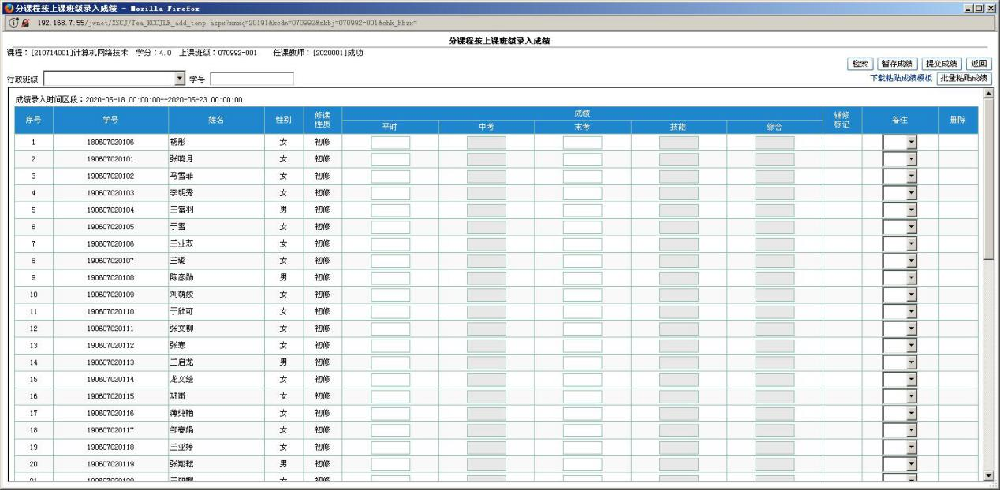 分课程按上课班级录入成绩 - Mozilla Firefox
192.168.7.55/jwnet/XSCJ/Tea_KCCJLR_add_temp.aspx?xnxq=20191&kcdm=070992&skbj=070992-001&chk_hbzx=
分课程按上课班级录入成绩
课程：[210714001]计算机网络技术 学分：4.0 上课班级：070992-001 任课教师：[2020001]成功
检索 暂存成绩 提交成绩 返回
行政班级 学号
下载粘贴成绩模板 批量粘贴成绩
成绩录入时间区段：2020-05-18 00:00:00--2020-05-23 00:00:00
序号 学号 姓名 性别 修读性质 成绩 辅修标记 备注 删除
平时 中考 末考 技能 综合
1 180607020106 杨彤 女 初修
2 190607020101 张晓月 女 初修
3 190607020102 马雪菲 女 初修
4 190607020103 李明秀 女 初修
5 190607020104 王富羽 男 初修
6 190607020105 于雪 女 初修
7 190607020106 王业双 女 初修
8 190607020107 王璐 女 初修
9 190607020108 陈彦勋 男 初修
10 190607020109 刘萌姣 女 初修
11 190607020110 于欣可 女 初修
12 190607020111 张文柳 女 初修
13 190607020112 张寒 女 初修
14 190607020113 王启龙 男 初修
15 190607020114 龙文绘 女 初修
16 190607020115 巩雨 女 初修
17 190607020116 薄纯艳 女 初修
18 190607020117 邹春娟 女 初修
19 190607020118 王亚婷 女 初修
20 190607020119 张翔耘 男 初修
21 190607020120 女 初修